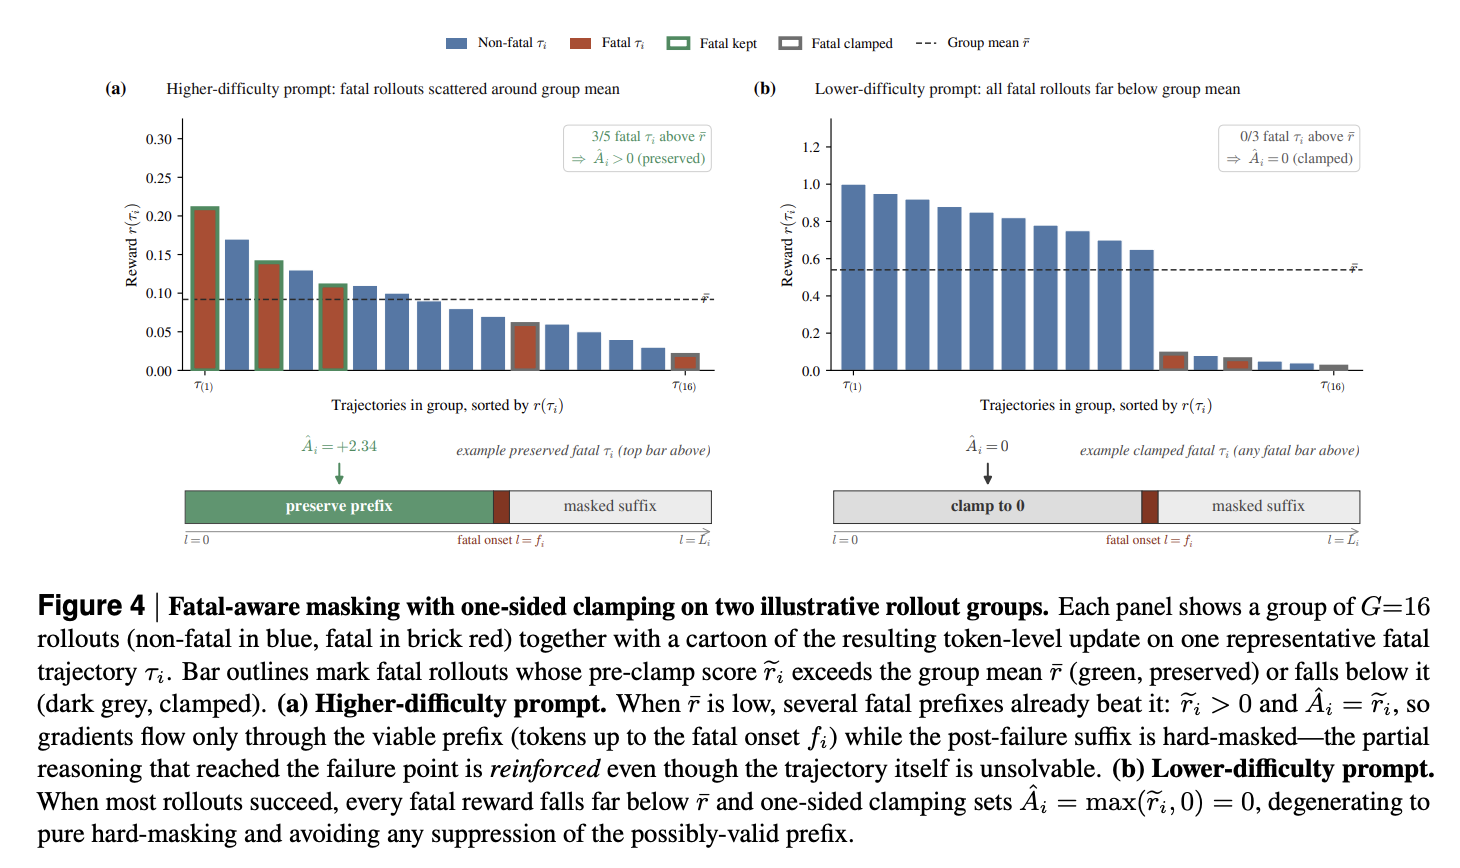 Non-fatal τᵢ  Fatal τᵢ  Fatal kept  Fatal clamped  Group mean r̄
(a) Higher-difficulty prompt: fatal rollouts scattered around group mean
3/5 fatal τᵢ above r̄
⇒ Âᵢ > 0 (preserved)
0.30
0.25
0.20
0.15
0.10
0.05
0.00
Reward r(τᵢ)
r̄
τ₍₁₎ τ₍₁₆₎
Trajectories in group, sorted by r(τᵢ)
Âᵢ = +2.34
example preserved fatal τᵢ (top bar above)
preserve prefix masked suffix
l = 0 fatal onset l = fᵢ l = Lᵢ
(b) Lower-difficulty prompt: all fatal rollouts far below group mean
0/3 fatal τᵢ above r̄
⇒ Âᵢ = 0 (clamped)
1.2
1.0
0.8
0.6
0.4
0.2
0.0
Reward r(τᵢ)
r̄
τ₍₁₎ τ₍₁₆₎
Trajectories in group, sorted by r(τᵢ)
Âᵢ = 0
example clamped fatal τᵢ (any fatal bar above)
clamp to 0 masked suffix
l = 0 fatal onset l = fᵢ l = Lᵢ
Figure 4 | Fatal-aware masking with one-sided clamping on two illustrative rollout groups. Each panel shows a group of G=16
rollouts (non-fatal in blue, fatal in brick red) together with a cartoon of the resulting token-level update on one representative fatal
trajectory τᵢ. Bar outlines mark fatal rollouts whose pre-clamp score r̃ᵢ exceeds the group mean r̄ (green, preserved) or falls below it
(dark grey, clamped). (a) Higher-difficulty prompt. When r̄ is low, several fatal prefixes already beat it: r̃ᵢ > 0 and Âᵢ = r̃ᵢ, so
gradients flow only through the viable prefix (tokens up to the fatal onset fᵢ) while the post-failure suffix is hard-masked—the partial
reasoning that reached the failure point is reinforced even though the trajectory itself is unsolvable. (b) Lower-difficulty prompt.
When most rollouts succeed, every fatal reward falls far below r̄ and one-sided clamping sets Âᵢ = max(r̃ᵢ, 0) = 0, degenerating to
pure hard-masking and avoiding any suppression of the possibly-valid prefix.